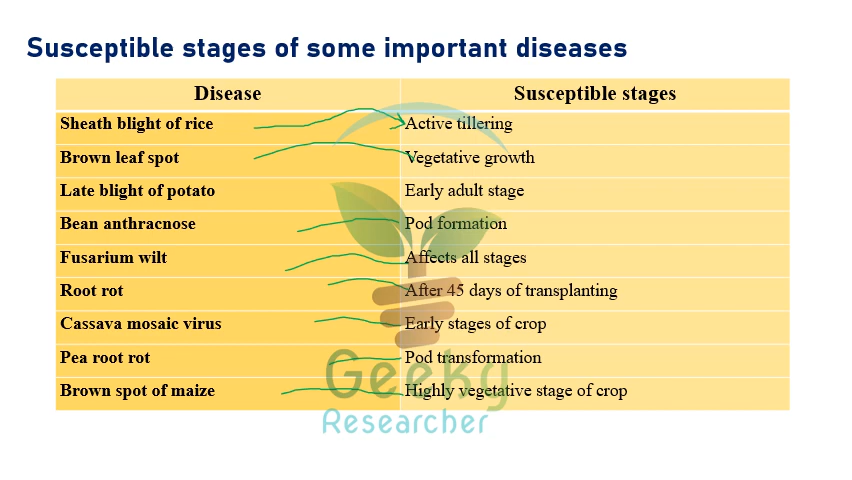 Susceptible stages of some important diseases
Disease Susceptible stages
Sheath blight of rice Active tillering
Brown leaf spot Vegetative growth
Late blight of potato Early adult stage
Bean anthracnose Pod formation
Fusarium wilt Affects all stages
Root rot After 45 days of transplanting
Cassava mosaic virus Early stages of crop
Pea root rot Pod transformation
Brown spot of maize Highly vegetative stage of crop
Geeky
Researcher